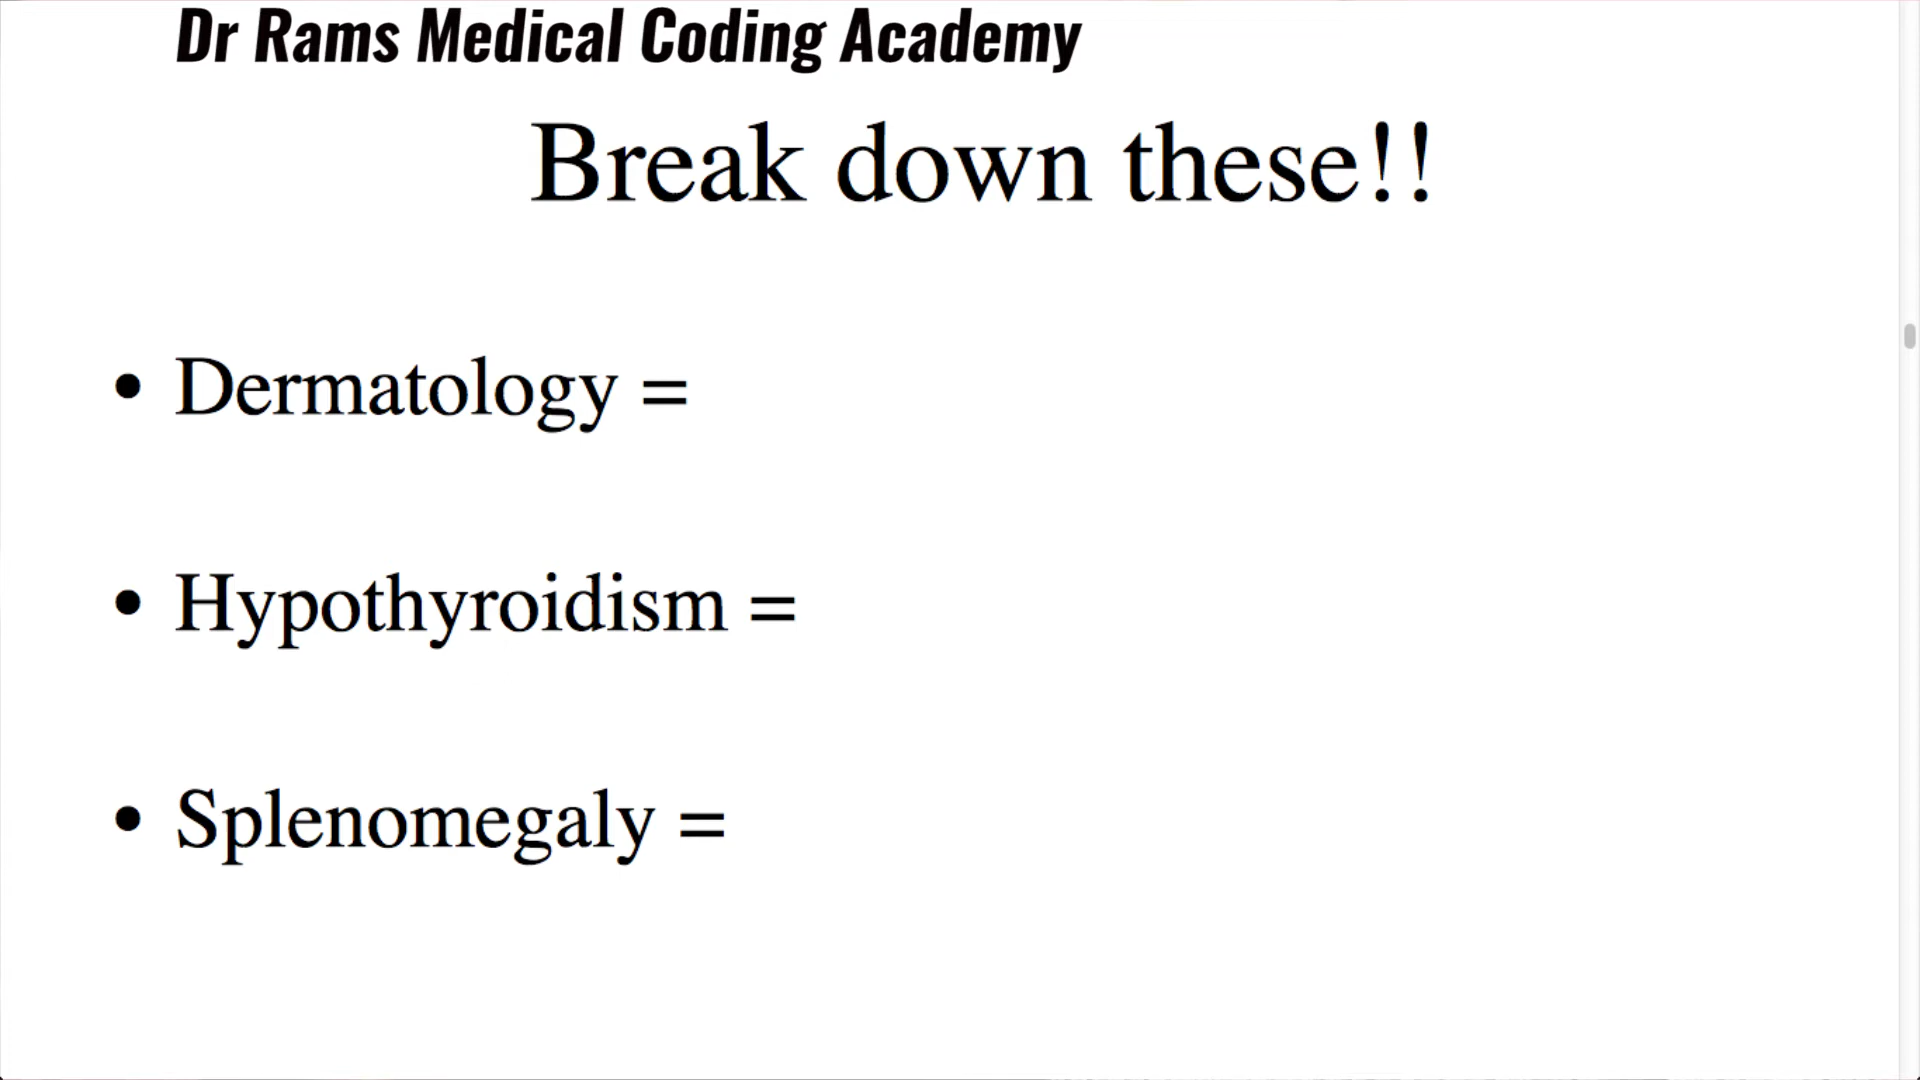 Dr Rams Medical Coding Academy
Break down these!!
• Dermatology =
• Hypothyroidism =
• Splenomegaly =